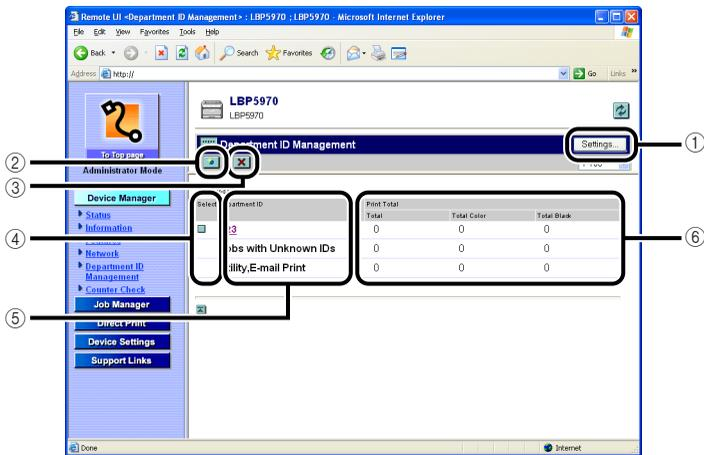 Remote UI <Department ID Management> : LBP5970 ; LBP5970 - Microsoft Internet Explorer
File Edit View Favorites Tools Help
Back Search Favorites
Address http:// Go Links »
LBP5970
LBP5970
To Top page
Administrator Mode
Department ID Management
Settings...
①
②
③
Device Manager
Status
Information
Network
Department ID
Management
Counter Check
Job Manager
Direct Print
Device Settings
Support Links
④
Select
Print Total
Total Total Color Total Black
0 0 0
0 0 0
with Unknown IDs
E-mail Print
0 0 0
⑤
⑥
Done
Internet